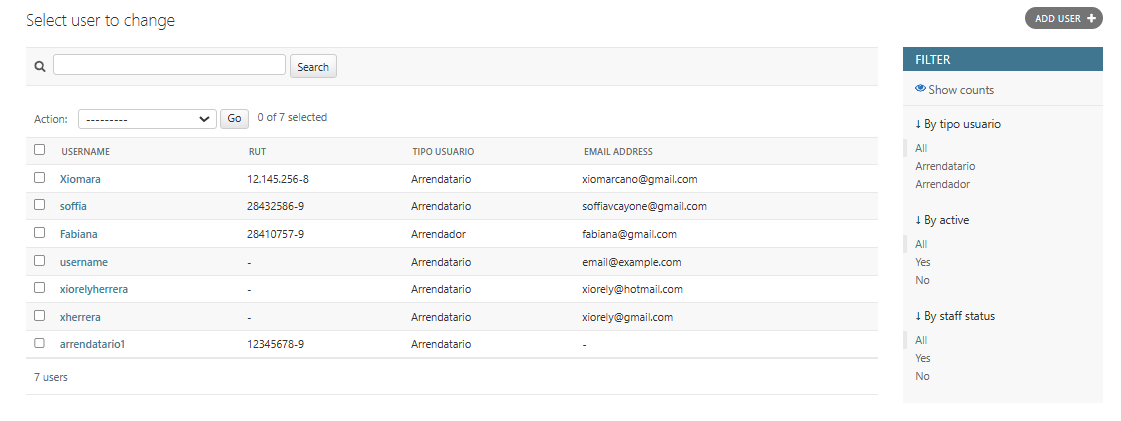 Select user to change
ADD USER +
Search
Action: --------- Go 0 of 7 selected
USERNAME RUT TIPO USUARIO EMAIL ADDRESS
Xiomara 12.145.256-8 Arrendatario xiomarcano@gmail.com
soffia 28432586-9 Arrendatario soffiavcayone@gmail.com
Fabiana 28410757-9 Arrendador fabiana@gmail.com
username - Arrendatario email@example.com
xiorelyherrera - Arrendatario xiorely@hotmail.com
xherrera - Arrendatario xiorely@gmail.com
arrendatario1 12345678-9 Arrendatario -
7 users
FILTER
Show counts
↓ By tipo usuario
All
Arrendatario
Arrendador
↓ By active
All
Yes
No
↓ By staff status
All
Yes
No